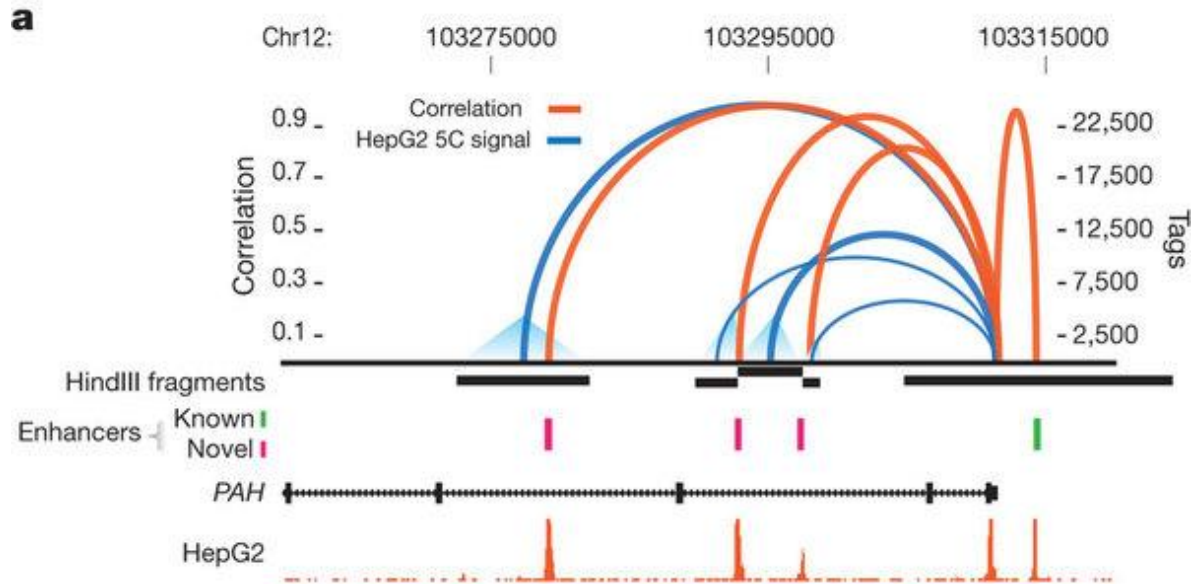 a
Chr12: 103275000 103295000 103315000
Correlation
HepG2 5C signal
Correlation
0.9
0.7
0.5
0.3
0.1
22,500
17,500
12,500
7,500
2,500
Tags
HindIII fragments
Enhancers
Known
Novel
PAH
HepG2